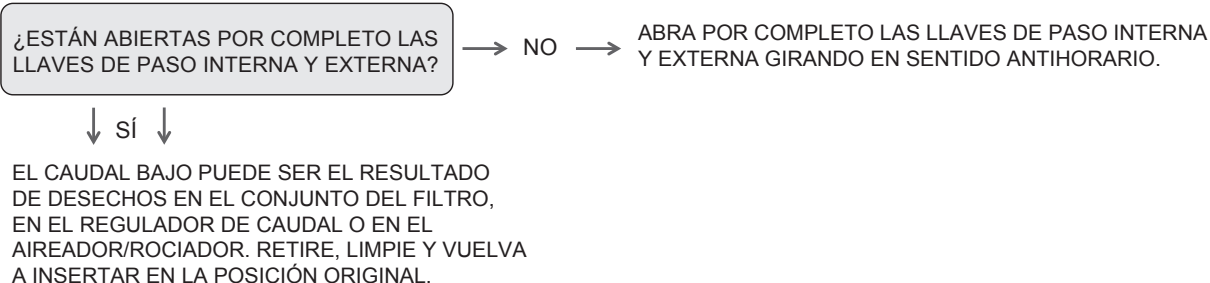 ¿ESTÁN ABIERTAS POR COMPLETO LAS
LLAVES DE PASO INTERNA Y EXTERNA?
NO
ABRA POR COMPLETO LAS LLAVES DE PASO INTERNA
Y EXTERNA GIRANDO EN SENTIDO ANTIHORARIO.
SÍ
EL CAUDAL BAJO PUEDE SER EL RESULTADO
DE DESECHOS EN EL CONJUNTO DEL FILTRO,
EN EL REGULADOR DE CAUDAL O EN EL
AIREADOR/ROCIADOR. RETIRE, LIMPIE Y VUELVA
A INSERTAR EN LA POSICIÓN ORIGINAL.